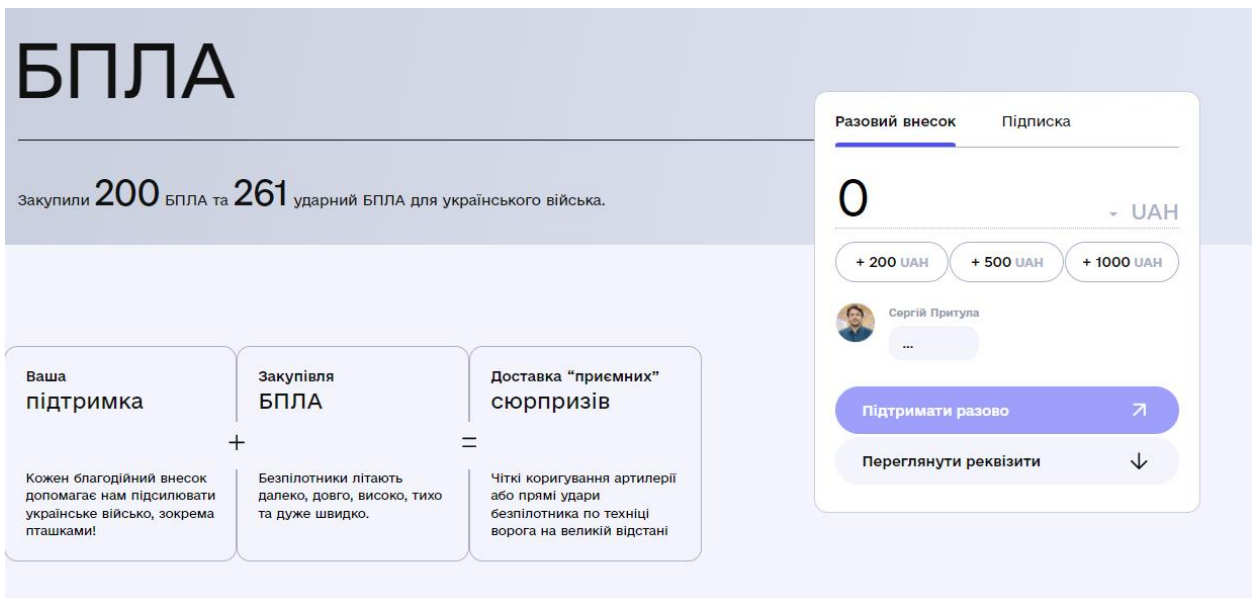 БПЛА
Закупили 200 БПЛА та 261 ударний БПЛА для українського війська.
Ваша
підтримка
+
Кожен благодійний внесок
допомагає нам підсилювати
українське військо, зокрема
пташками!
Закупівля
БПЛА
=
Безпілотники літають
далеко, довго, високо, тихо
та дуже швидко.
Доставка “приємних”
сюрпризів
Чіткі коригування артилерії
або прямі удари
безпілотника по техніці
ворога на великій відстані
Разовий внесок Підписка
0 UAH
+ 200 UAH + 500 UAH + 1000 UAH
Сергій Притула
...
Підтримати разово
Переглянути реквізити